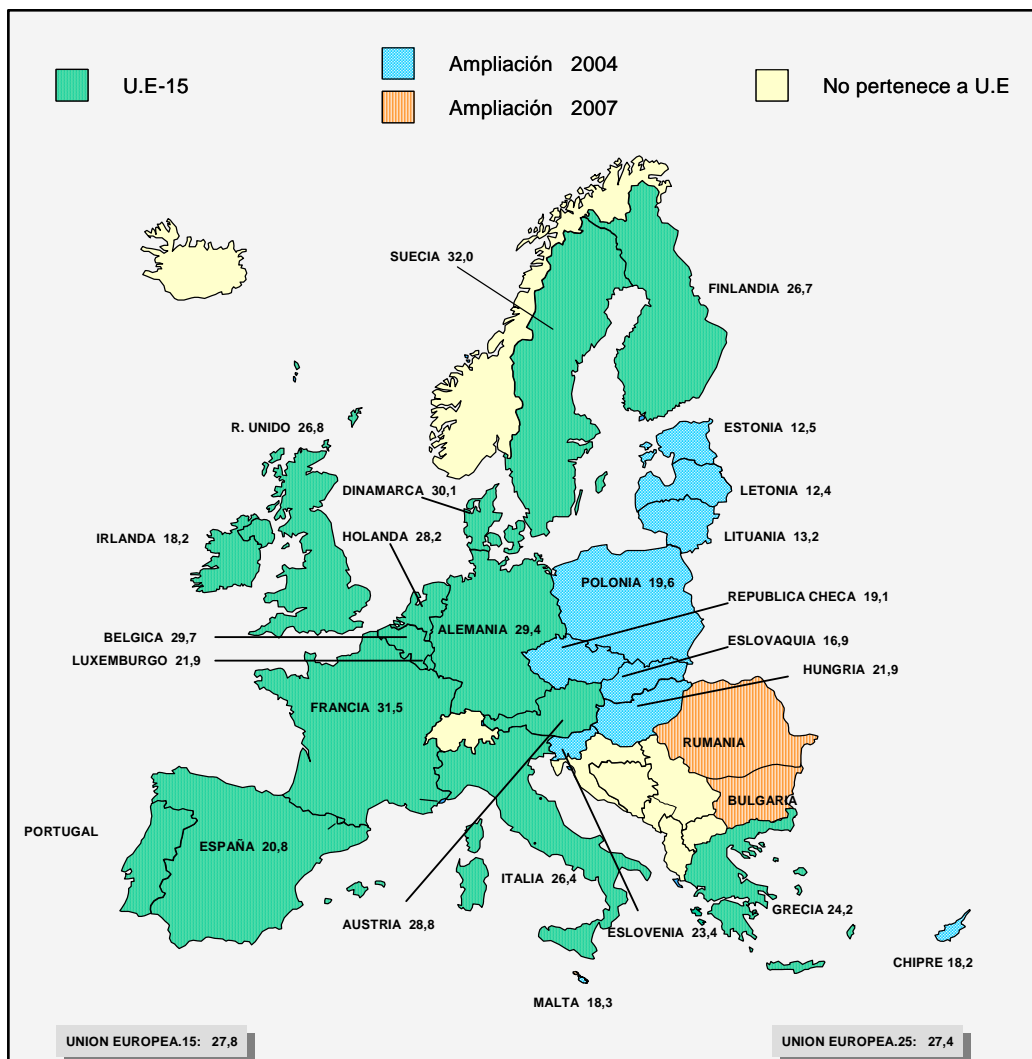 U.E-15
Ampliación 2004
Ampliación 2007
No pertenece a U.E
SUECIA 32,0
FINLANDIA 26,7
R. UNIDO 26,8
ESTONIA 12,5
DINAMARCA 30,1
LETONIA 12,4
IRLANDA 18,2
HOLANDA 28,2
LITUANIA 13,2
POLONIA 19,6
REPUBLICA CHECA 19,1
BELGICA 29,7
ALEMANIA 29,4
ESLOVAQUIA 16,9
LUXEMBURGO 21,9
HUNGRIA 21,9
FRANCIA 31,5
RUMANIA
BULGARIA
PORTUGAL
ESPAÑA 20,8
ITALIA 26,4
GRECIA 24,2
AUSTRIA 28,8
ESLOVENIA 23,4
CHIPRE 18,2
MALTA 18,3
UNION EUROPEA.15: 27,8
UNION EUROPEA.25: 27,4